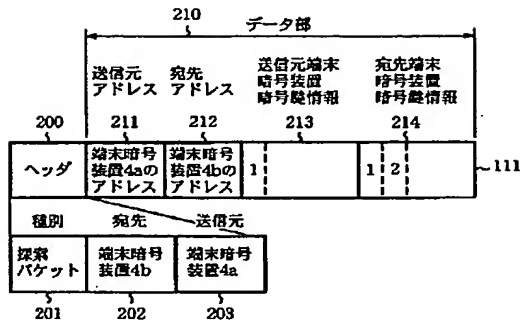 210
データ部
送信元 宛先 送信元端末 宛先端末
アドレス アドレス 暗号装置 暗号装置
暗号鍵情報 暗号鍵情報
200 211 212 213 214
ヘッダ
端末暗号 端末暗号
装置4aの 装置4bの 1 1 2 111
アドレス アドレス
種別 宛先 送信元
探索 端末暗号 端末暗号
パケット 装置4b 装置4a
201 202 203